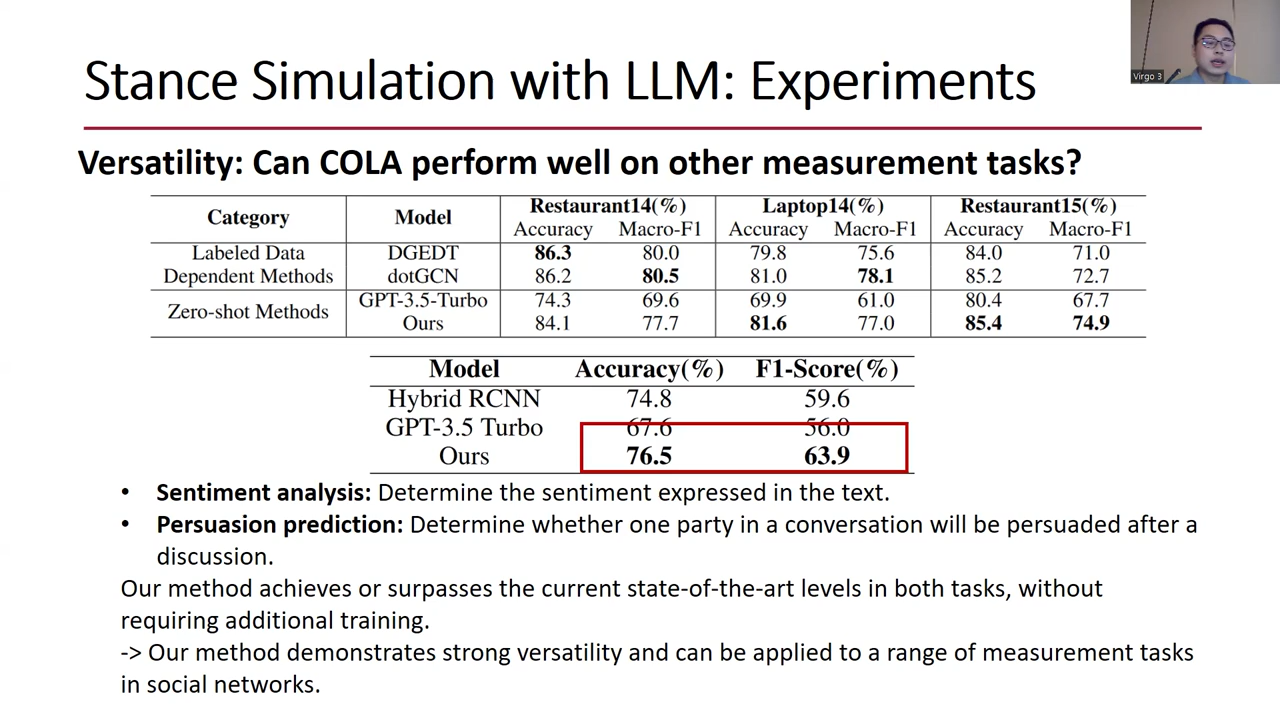 Stance Simulation with LLM: Experiments
Virgo 3
Versatility: Can COLA perform well on other measurement tasks?
Category Model Restaurant14(%) Laptop14(%) Restaurant15(%)
Accuracy Macro-F1 Accuracy Macro-F1 Accuracy Macro-F1
Labeled Data DGEDT 86.3 80.0 79.8 75.6 84.0 71.0
Dependent Methods dotGCN 86.2 80.5 81.0 78.1 85.2 72.7
Zero-shot Methods GPT-3.5-Turbo 74.3 69.6 69.9 61.0 80.4 67.7
Ours 84.1 77.7 81.6 77.0 85.4 74.9
Model Accuracy(%) F1-Score(%)
Hybrid RCNN 74.8 59.6
GPT-3.5 Turbo 67.6 56.0
Ours 76.5 63.9
• Sentiment analysis: Determine the sentiment expressed in the text.
• Persuasion prediction: Determine whether one party in a conversation will be persuaded after a
discussion.
Our method achieves or surpasses the current state-of-the-art levels in both tasks, without
requiring additional training.
-> Our method demonstrates strong versatility and can be applied to a range of measurement tasks
in social networks.